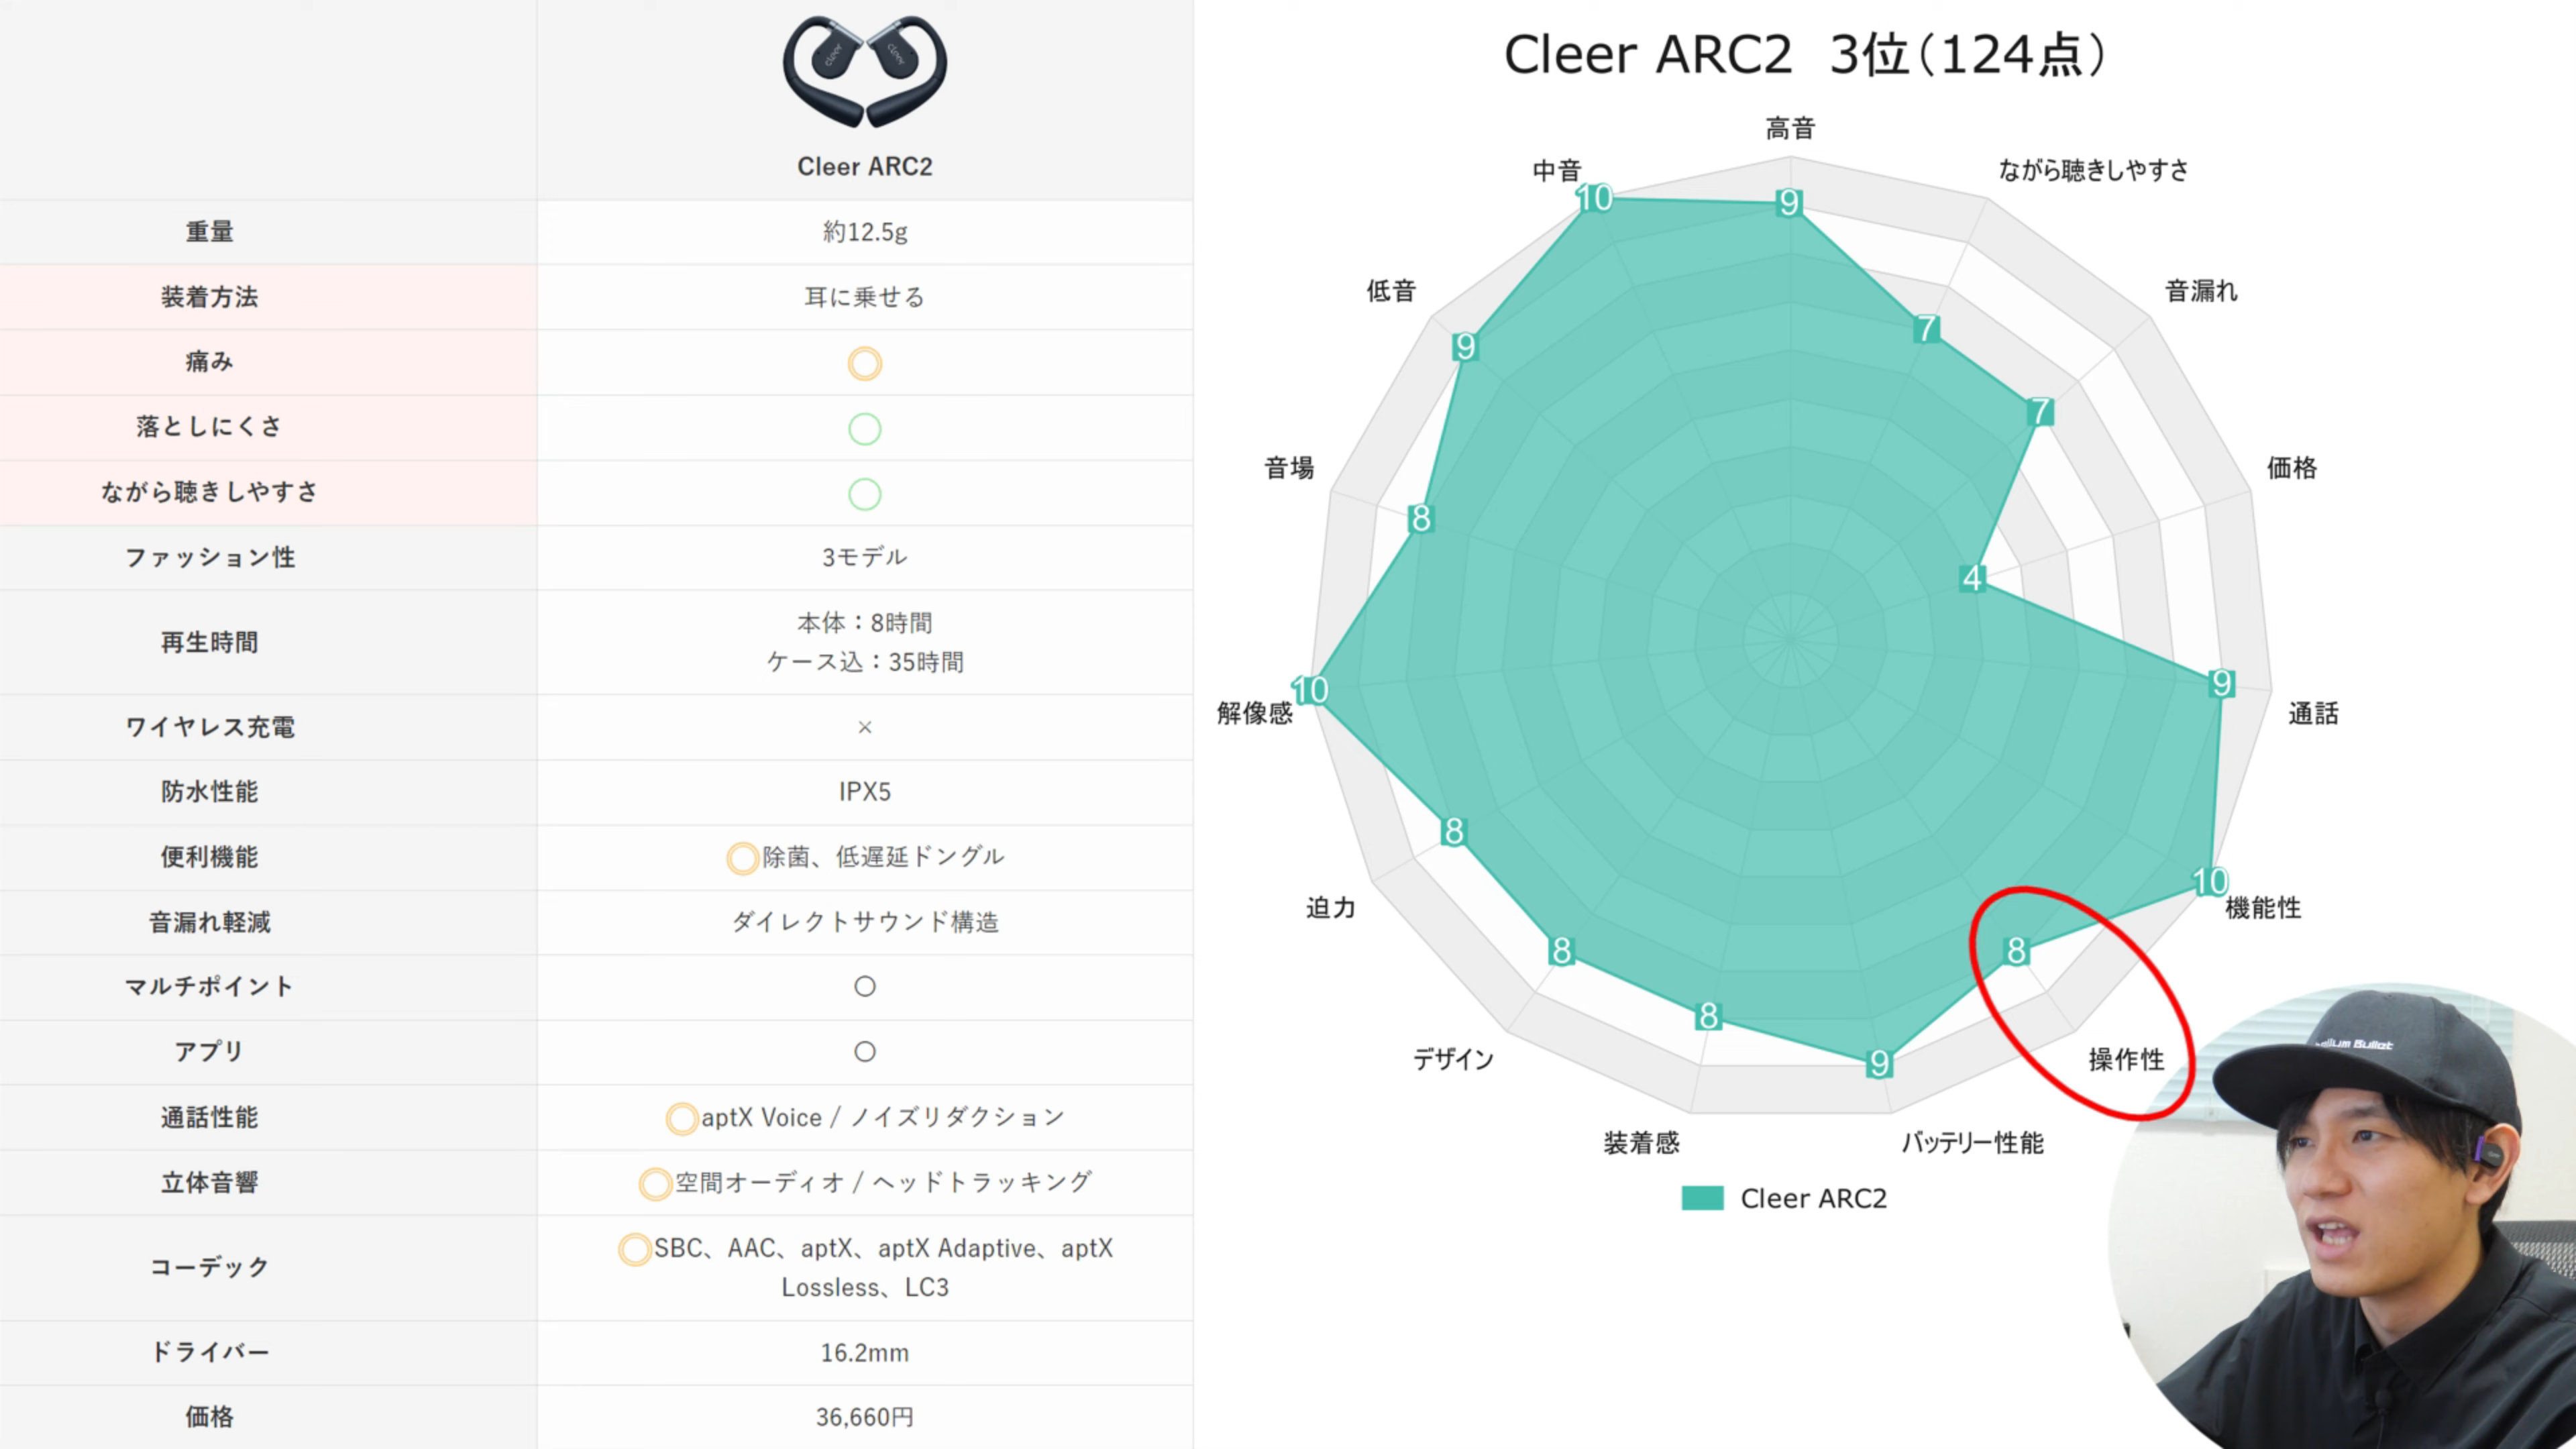 cleer cleer
Cleer ARC2
重量 約12.5g
装着方法 耳に乗せる
痛み ◎
落としにくさ ○
ながら聴きしやすさ ○
ファッション性 3モデル
再生時間 本体：8時間
ケース込：35時間
ワイヤレス充電 ×
防水性能 IPX5
便利機能 ◎除菌、低遅延ドングル
音漏れ軽減 ダイレクトサウンド構造
マルチポイント ○
アプリ ○
通話性能 ◎aptX Voice / ノイズリダクション
立体音響 ◎空間オーディオ / ヘッドトラッキング
コーデック ◎SBC、AAC、aptX、aptX Adaptive、aptX
Lossless、LC3
ドライバー 16.2mm
価格 36,660円
Cleer ARC2 3位（124点）
高音 9
ながら聴きしやすさ 7
音漏れ 7
価格 4
通話 9
機能性 10
操作性 8
バッテリー性能 9
装着感 8
デザイン 8
迫力 8
解像感 10
音場 8
低音 9
中音 10
Cleer ARC2